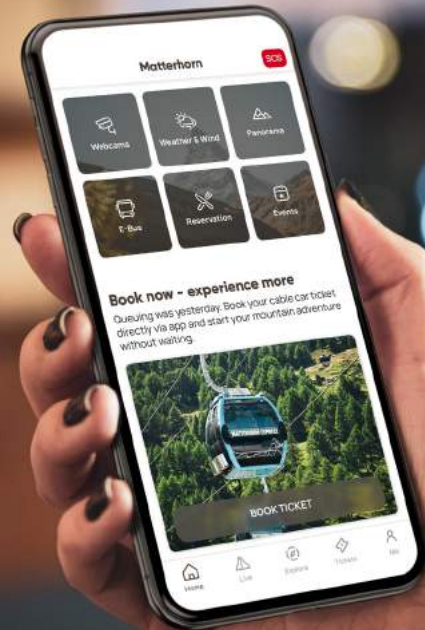 Matterhorn
SOS
Webcams
Weather & Wind
Panorama
E-Bus
Reservation
Events
Book now – experience more
Queuing was yesterday. Book your cable car ticket
directly via app and start your mountain adventure
without waiting.
MATTERHORN EXPRESS
BOOK TICKET
Home
Live
Explore
Tickets
Me